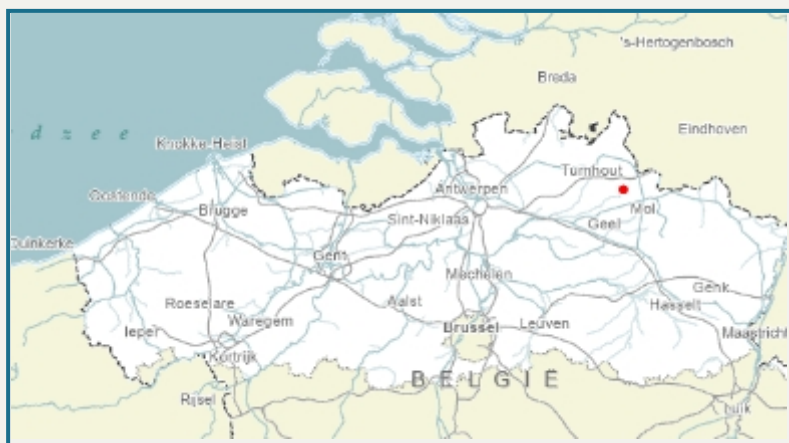 's-Hertogenbosch
Breda
d z e e
Eindhoven
Knokke-Heist
Turnhout
Oostende
Antwerpen
Brugge
Sint-Niklaas
Mol
Geel
Duinkerke
Gent
Mechelen
Genk
Roeselare
Aalst
Hasselt
Waregem
Ieper
Brussel
Leuven
Maastricht
Kortrijk
BELGIË
Rijsel
Luik